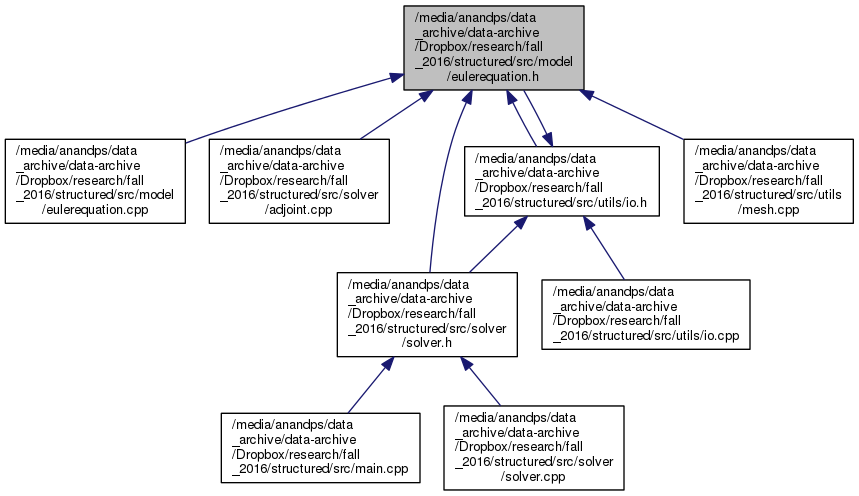 /media/anandps/data
_archive/data-archive
/Dropbox/research/fall
_2016/structured/src/model
/eulerequation.h
/media/anandps/data
_archive/data-archive
/Dropbox/research/fall
_2016/structured/src/model
/eulerequation.cpp
/media/anandps/data
_archive/data-archive
/Dropbox/research/fall
_2016/structured/src/solver
/adjoint.cpp
/media/anandps/data
_archive/data-archive
/Dropbox/research/fall
_2016/structured/src/utils/io.h
/media/anandps/data
_archive/data-archive
/Dropbox/research/fall
_2016/structured/src/utils
/mesh.cpp
/media/anandps/data
_archive/data-archive
/Dropbox/research/fall
_2016/structured/src/solver
/solver.h
/media/anandps/data
_archive/data-archive
/Dropbox/research/fall
_2016/structured/src/utils/io.cpp
/media/anandps/data
_archive/data-archive
/Dropbox/research/fall
_2016/structured/src/main.cpp
/media/anandps/data
_archive/data-archive
/Dropbox/research/fall
_2016/structured/src/solver
/solver.cpp